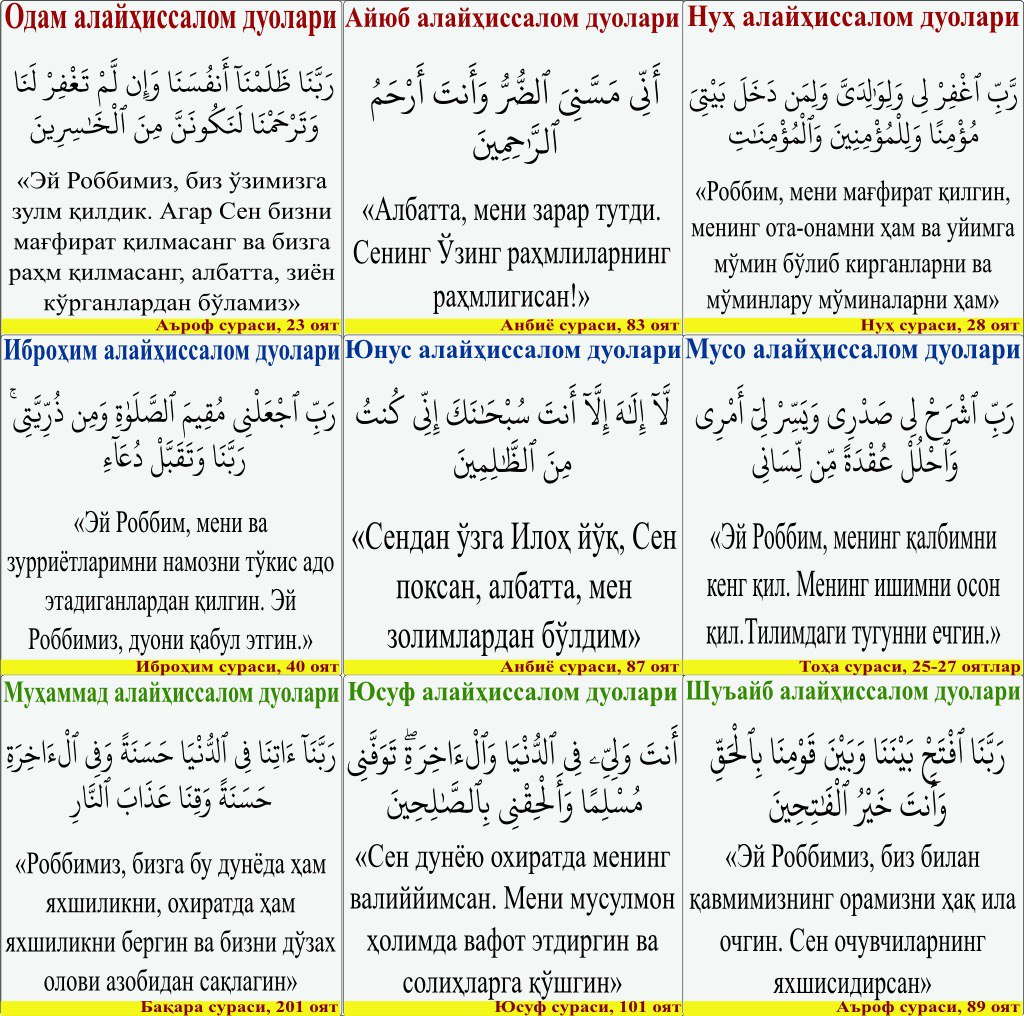 Одам алайҳиссалом дуолари
رَبَّنَا ظَلَمْنَآ أَنفُسَنَا وَإِن لَّمْ تَغْفِرْ لَنَا
وَتَرْحَمْنَا لَنَكُونَنَّ مِنَ ٱلْخَٰسِرِينَ
«Эй Роббимиз, биз ўзимизга
зулм қилдик. Агар Сен бизни
мағфират қилмасанг ва бизга
раҳм қилмасанг, албатта, зиён
кўрганлардан бўламиз»
Аъроф сураси, 23 оят
Айюб алайҳиссалом дуолари
أَنِّى مَسَّنِىَ ٱلضُّرُّ وَأَنتَ أَرْحَمُ
ٱلرَّٰحِمِينَ
«Албатта, мени зарар тутди.
Сенинг Ўзинг раҳмлиларнинг
раҳмлигисан!»
Анбиё сураси, 83 оят
Нуҳ алайҳиссалом дуолари
رَّبِّ ٱغْفِرْ لِى وَلِوَٰلِدَىَّ وَلِمَن دَخَلَ بَيْتِىَ
مُؤْمِنًا وَلِلْمُؤْمِنِينَ وَٱلْمُؤْمِنَٰتِ
«Роббим, мени мағфират қилгин,
менинг ота-онамни ҳам ва уйимга
мўмин бўлиб кирганларни ва
мўминлару мўминаларни ҳам»
Нуҳ сураси, 28 оят
Иброҳим алайҳиссалом дуолари
رَبِّ ٱجْعَلْنِى مُقِيمَ ٱلصَّلَوٰةِ وَمِن ذُرِّيَّتِى ۚ
رَبَّنَا وَتَقَبَّلْ دُعَآءِ
«Эй Роббим, мени ва
зурриётларимни намозни тўкис адо
этадиганлардан қилгин. Эй
Роббимиз, дуони қабул этгин.»
Иброҳим сураси, 40 оят
Юнус алайҳиссалом дуолари
لَّآ إِلَٰهَ إِلَّآ أَنتَ سُبْحَٰنَكَ إِنِّى كُنتُ
مِنَ ٱلظَّٰلِمِينَ
«Сендан ўзга Илоҳ йўқ, Сен
поксан, албатта, мен
золимлардан бўлдим»
Анбиё сураси, 87 оят
Мусо алайҳиссалом дуолари
رَبِّ ٱشْرَحْ لِى صَدْرِى وَيَسِّرْ لِىٓ أَمْرِى
وَٱحْلُلْ عُقْدَةً مِّن لِّسَانِى
«Эй Роббим, менинг қалбимни
кенг қил. Менинг ишимни осон
қил.Тилимдаги тугунни ечгин.»
Тоҳа сураси, 25-27 оятлар
Муҳаммад алайҳиссалом дуолари
رَبَّنَآ ءَاتِنَا فِى ٱلدُّنْيَا حَسَنَةً وَفِى ٱلْءَاخِرَةِ
حَسَنَةً وَقِنَا عَذَابَ ٱلنَّارِ
«Роббимиз, бизга бу дунёда ҳам
яхшиликни, охиратда ҳам
яхшиликни бергин ва бизни дўзах
олови азобидан сақлагин»
Бақара сураси, 201 оят
Юсуф алайҳиссалом дуолари
أَنتَ وَلِىِّۦ فِى ٱلدُّنْيَا وَٱلْءَاخِرَةِ ۖ تَوَفَّنِى
مُسْلِمًا وَأَلْحِقْنِى بِٱلصَّٰلِحِينَ
«Сен дунёю охиратда менинг
валиййимсан. Мени мусулмон
ҳолимда вафот этдиргин ва
солиҳларга қўшгин»
Юсуф сураси, 101 оят
Шуъайб алайҳиссалом дуолари
رَبَّنَا ٱفْتَحْ بَيْنَنَا وَبَيْنَ قَوْمِنَا بِٱلْحَقِّ
وَأَنتَ خَيْرُ ٱلْفَٰتِحِينَ
«Эй Роббимиз, биз билан
қавмимизнинг орамизни ҳақ ила
очгин. Сен очувчиларнинг
яхшисидирсан»
Аъроф сураси, 89 оят